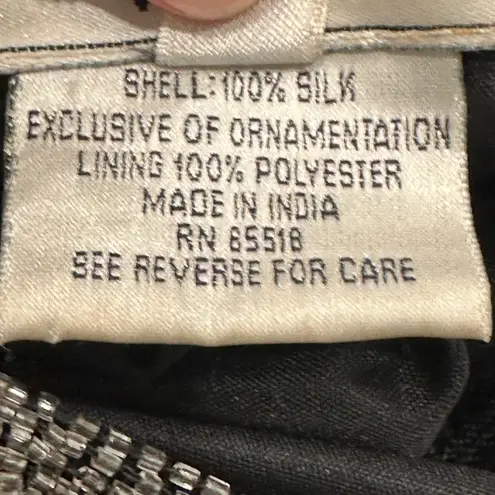 SHELL: 100% SILK
EXCLUSIVE OF ORNAMENTATION
LINING 100% POLYESTER
MADE IN INDIA
RN 85518
SEE REVERSE FOR CARE